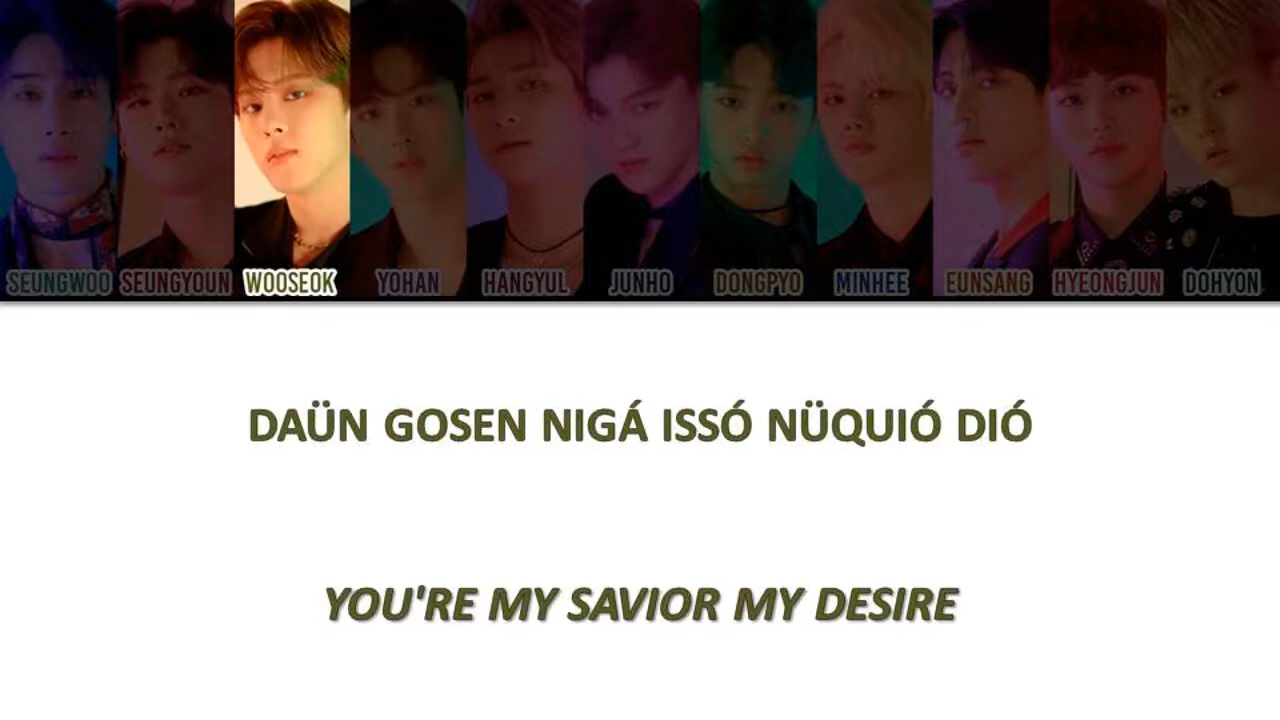 SEUNGWOO SEUNGYOUN WOOSEOK YOHAN HANGYUL JUNHO DONGPYO MINHEE EUNSANG HYEONGJUN DOHYON
DAÜN GOSEN NIGÁ ISSÓ NÜQUIÓ DIÓ
YOU'RE MY SAVIOR MY DESIRE